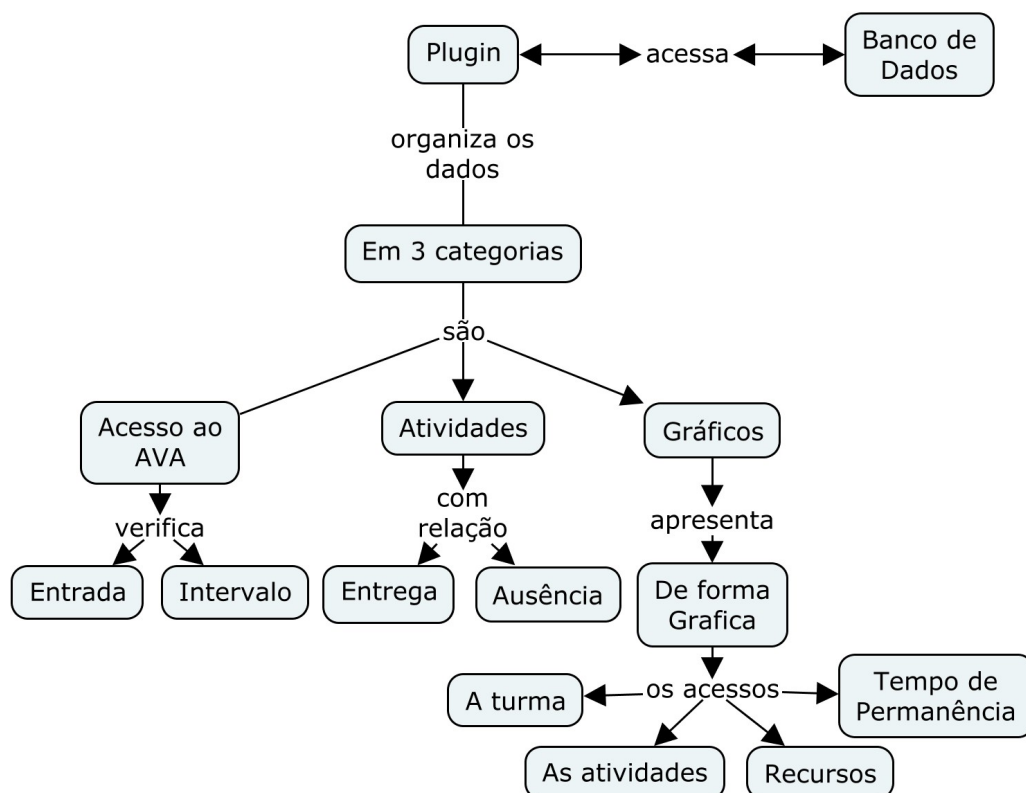 Plugin
acessa
Banco de
Dados
organiza os
dados
Em 3 categorias
são
Acesso ao
AVA
Atividades
Gráficos
verifica
com
relação
apresenta
Entrada
Intervalo
Entrega
Ausência
De forma
Grafica
os acessos
A turma
Tempo de
Permanência
As atividades
Recursos